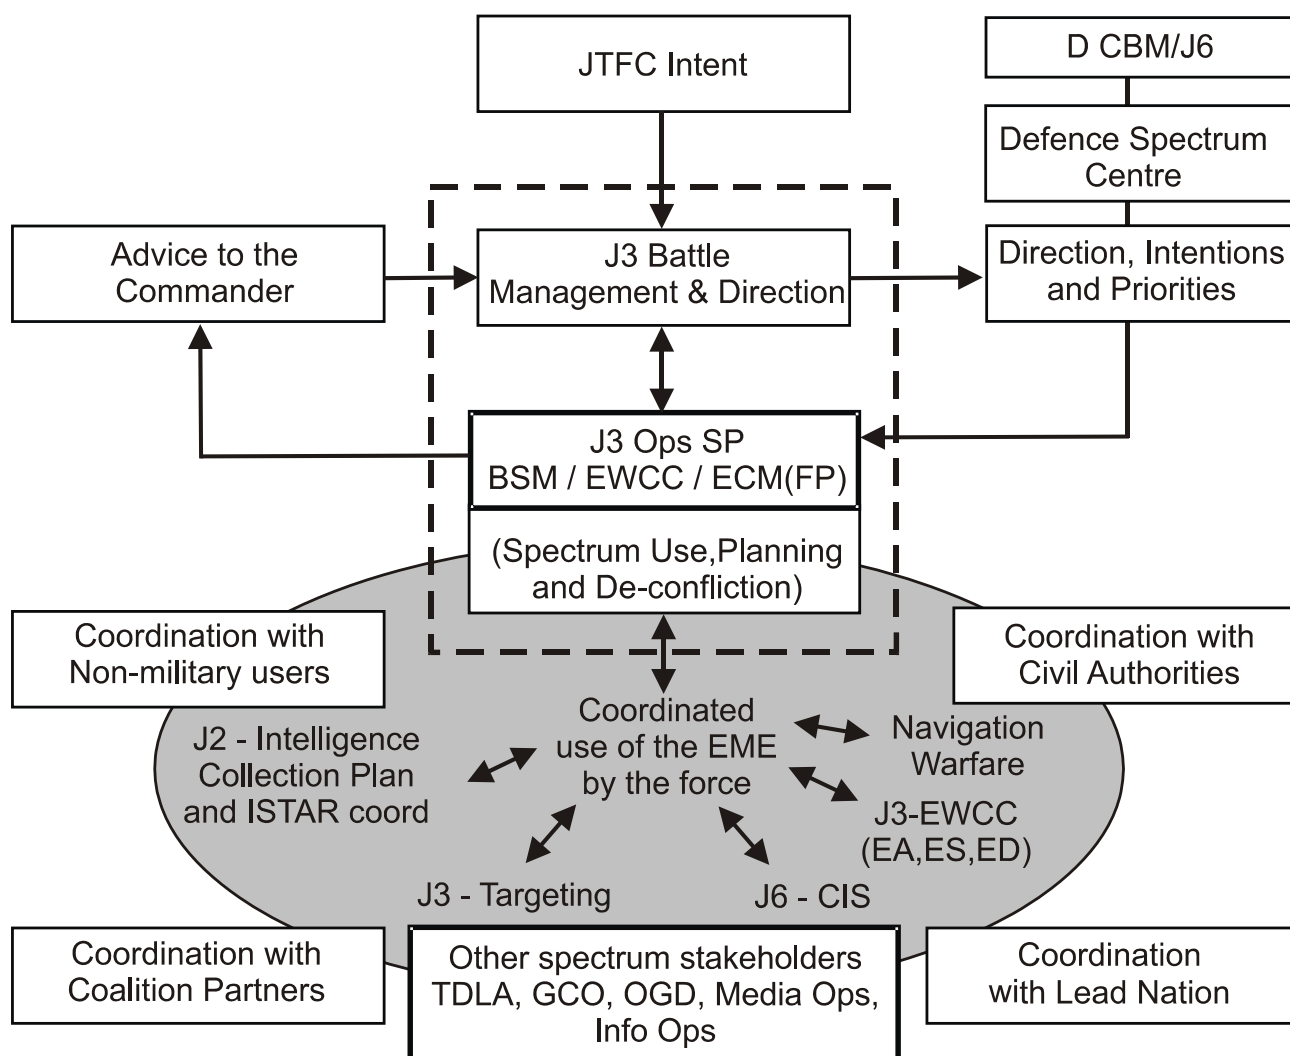 JTFC Intent
D CBM/J6
Defence Spectrum
Centre
Advice to the
Commander
J3 Battle
Management & Direction
Direction, Intentions
and Priorities
J3 Ops SP
BSM / EWCC / ECM(FP)
(Spectrum Use,Planning
and De-confliction)
Coordination with
Non-military users
Coordination with
Civil Authorities
Coordinated
use of the EME
by the force
J2 - Intelligence
Collection Plan
and ISTAR coord
Navigation
Warfare
J3-EWCC
(EA,ES,ED)
J3 - Targeting
J6 - CIS
Coordination with
Coalition Partners
Other spectrum stakeholders
TDLA, GCO, OGD, Media Ops,
Info Ops
Coordination
with Lead Nation